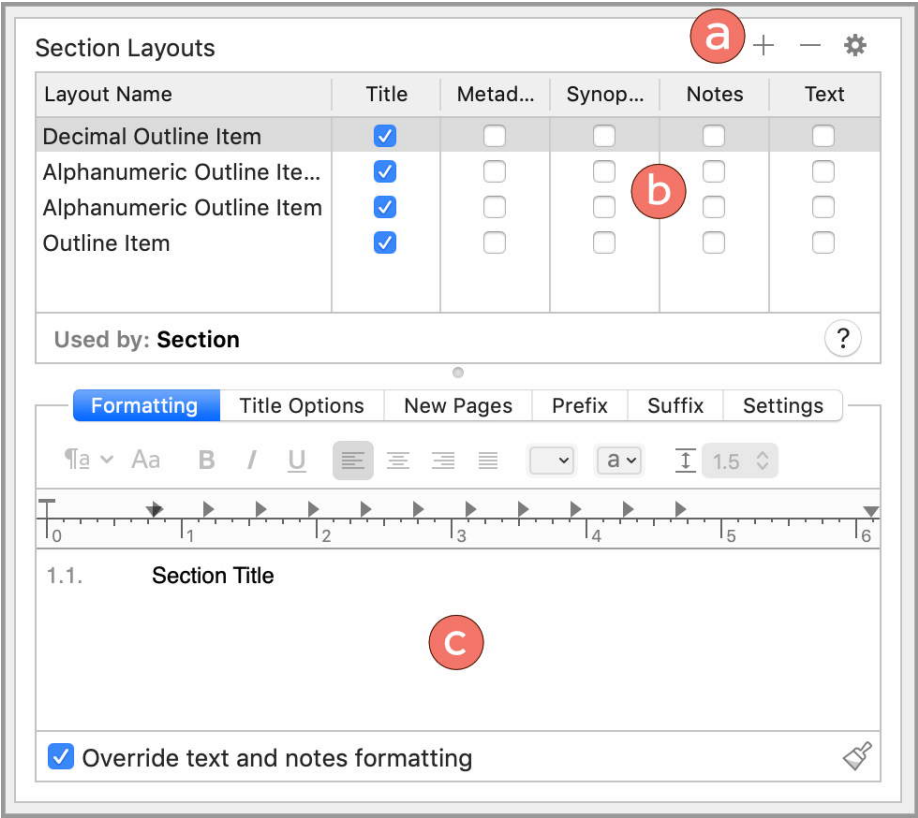 Section Layouts a + −
Layout Name Title Metad... Synop... Notes Text
Decimal Outline Item
Alphanumeric Outline Ite...
b
Alphanumeric Outline Item
Outline Item
Used by: Section ?
Formatting Title Options New Pages Prefix Suffix Settings
¶a Aa B I U a 1.5
0 1 2 3 4 5 6
1.1. Section Title
c
Override text and notes formatting